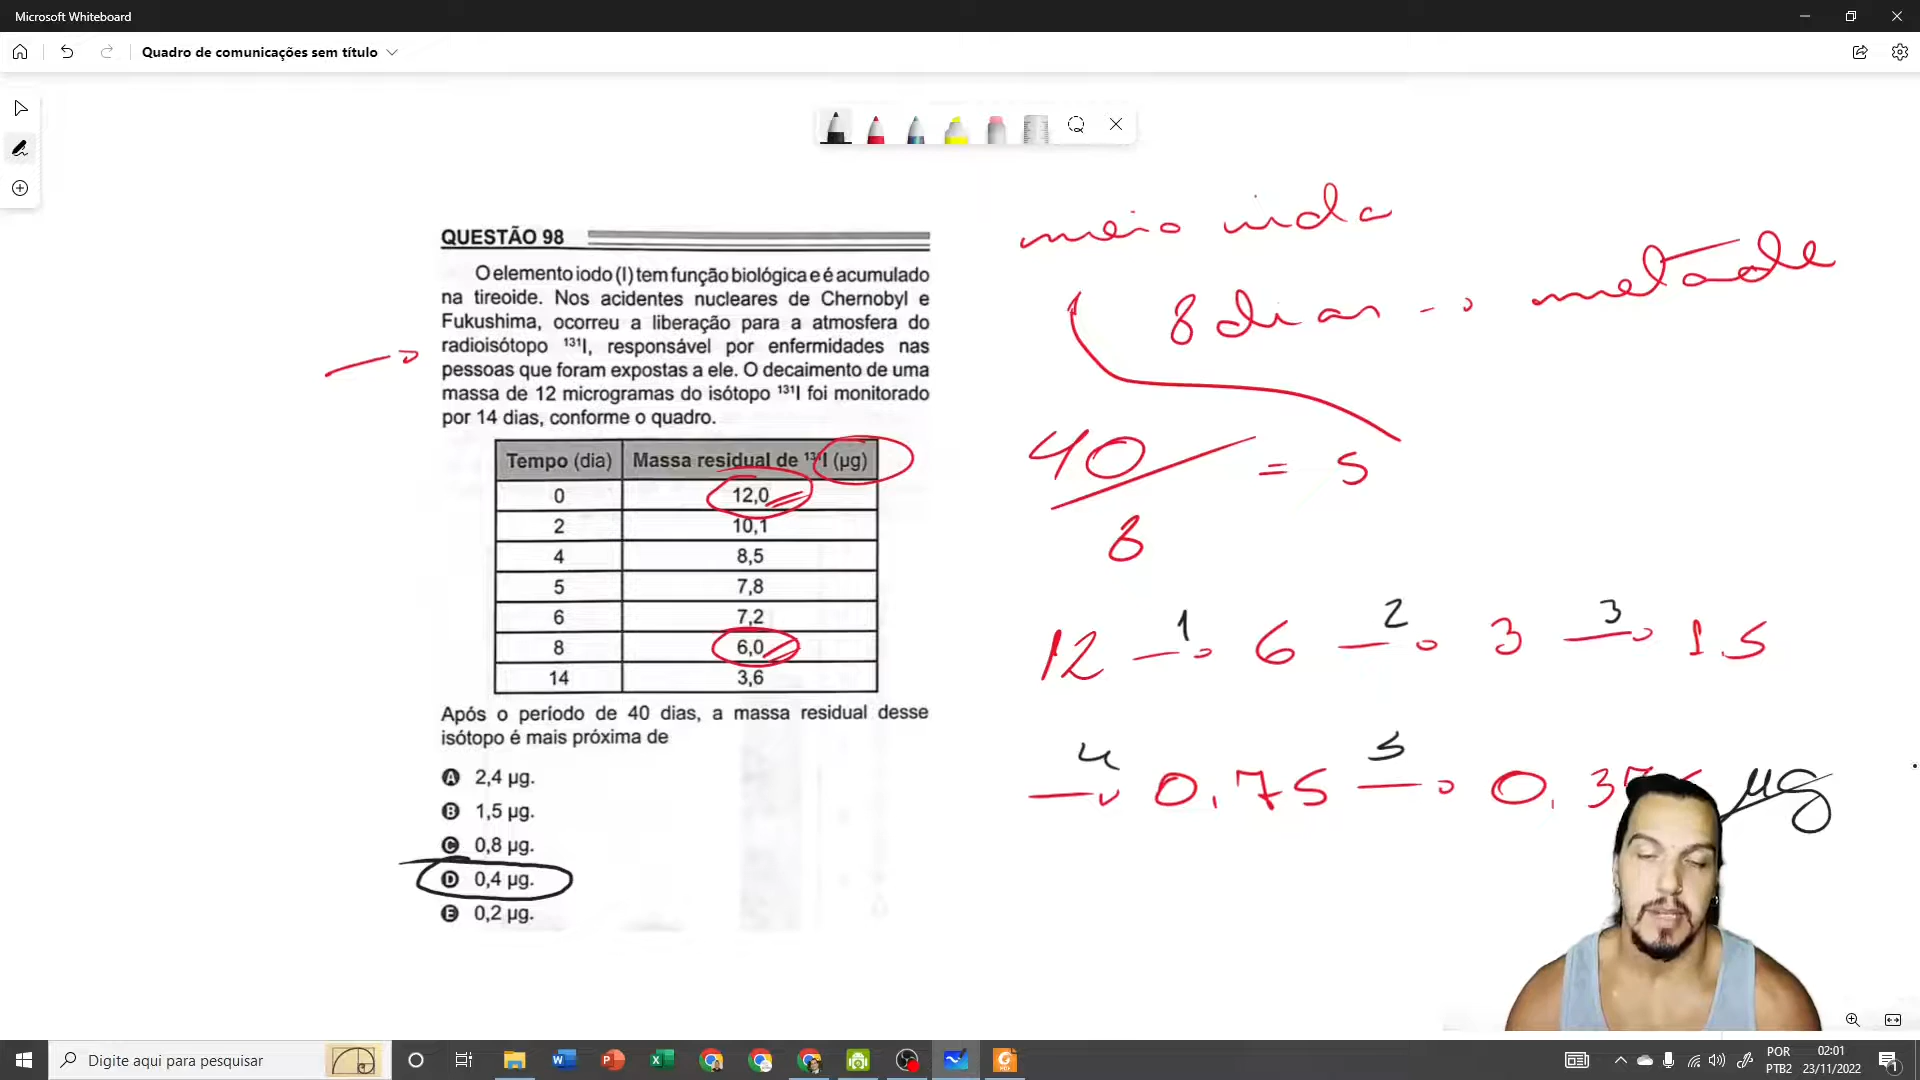 Microsoft Whiteboard
Quadro de comunicações sem título
QUESTÃO 98
O elemento iodo (I) tem função biológica e é acumulado
na tireoide. Nos acidentes nucleares de Chernobyl e
Fukushima, ocorreu a liberação para a atmosfera do
radioisótopo ¹³¹I, responsável por enfermidades nas
pessoas que foram expostas a ele. O decaimento de uma
massa de 12 microgramas do isótopo ¹³¹I foi monitorado
por 14 dias, conforme o quadro.
Tempo (dia) Massa residual de ¹³¹I (µg)
0 12,0
2 10,1
4 8,5
5 7,8
6 7,2
8 6,0
14 3,6
Após o período de 40 dias, a massa residual desse
isótopo é mais próxima de
A 2,4 µg.
B 1,5 µg.
C 0,8 µg.
D 0,4 µg.
E 0,2 µg.
meio vida
8 dias → metade
40
= 5
8
1 2 3
12 → 6 → 3 → 1.5
4 5
→ 0.75 → 0.37 µg
Digite aqui para pesquisar
POR
PTB2
02:01
23/11/2022
1